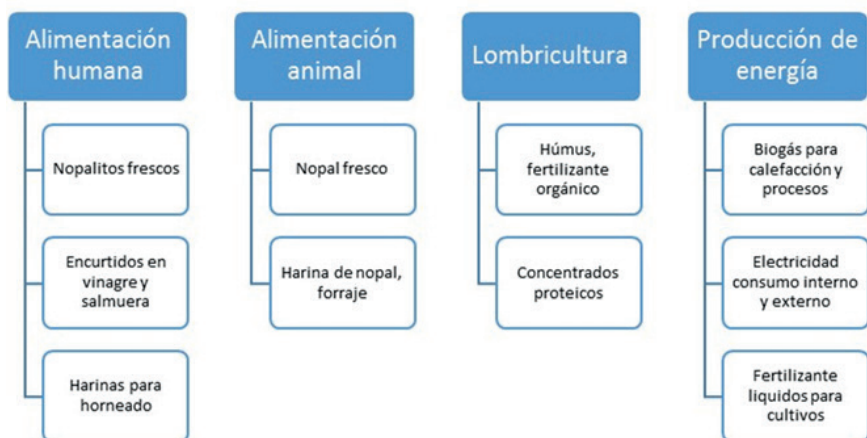 Alimentación
humana
Nopalitos frescos
Encurtidos en
vinagre y
salmuera
Harinas para
horneado
Alimentación
animal
Nopal fresco
Harina de nopal,
forraje
Lombricultura
Húmus,
fertilizante
orgánico
Concentrados
proteicos
Producción de
energía
Biogás para
calefacción y
procesos
Electricidad
consumo interno
y externo
Fertilizante
liquidos para
cultivos